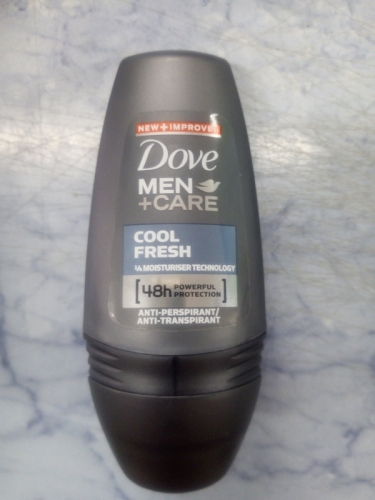 NEW+IMPROVED
Dove
MEN
+CARE
COOL
FRESH
¼ MOISTURISER TECHNOLOGY
[48h POWERFUL
PROTECTION]
ANTI-PERSPIRANT/
ANTI-TRANSPIRANT